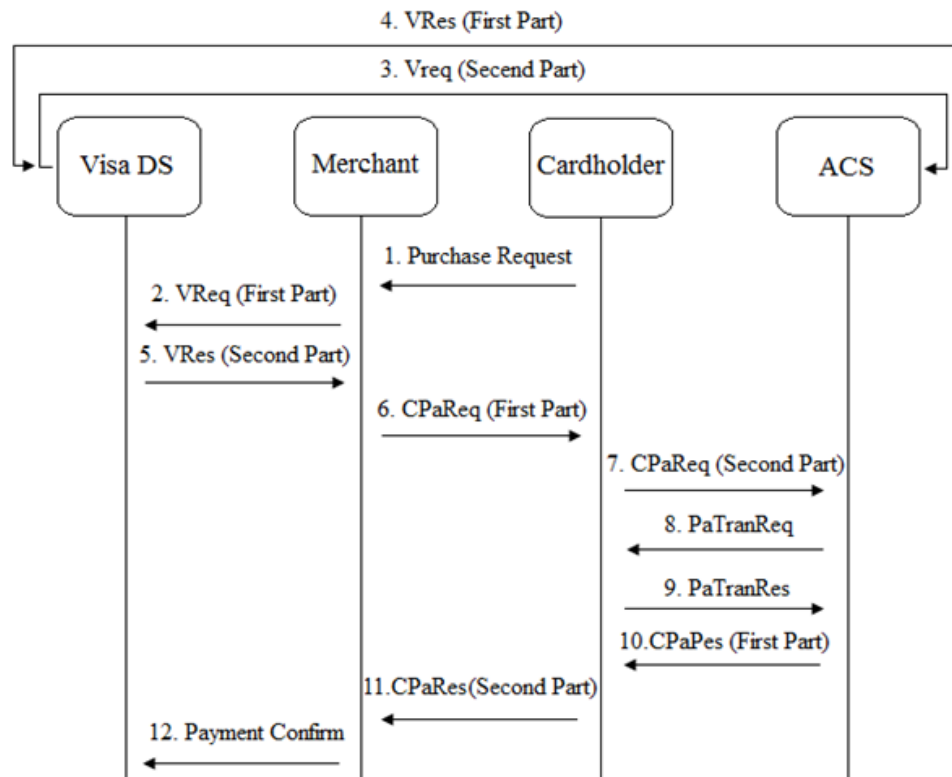 4. VRes (First Part)
3. Vreq (Secend Part)
Visa DS
Merchant
Cardholder
ACS
1. Purchase Request
2. VReq (First Part)
5. VRes (Second Part)
6. CPaReq (First Part)
7. CPaReq (Second Part)
8. PaTranReq
9. PaTranRes
10.CPaPes (First Part)
11.CPaRes(Second Part)
12. Payment Confirm